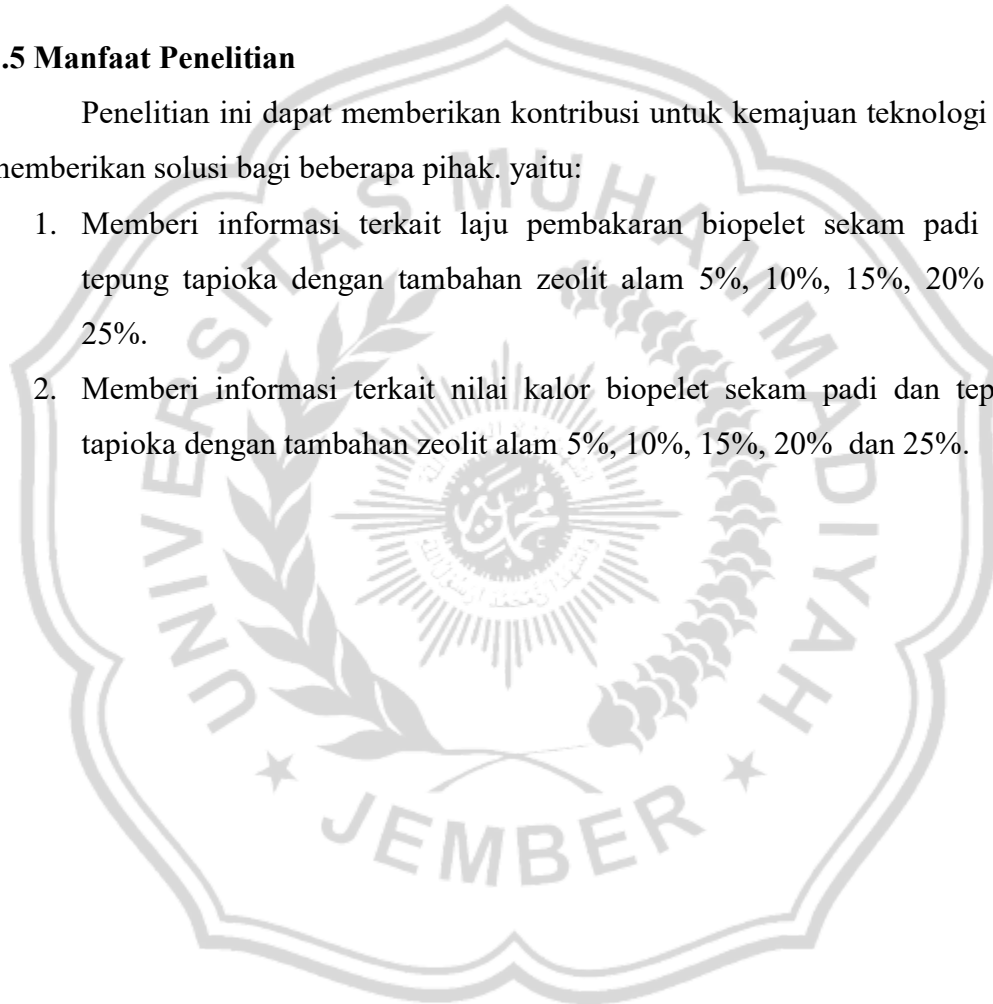 .5 Manfaat Penelitian
Penelitian ini dapat memberikan kontribusi untuk kemajuan teknologi
memberikan solusi bagi beberapa pihak. yaitu:
1. Memberi informasi terkait laju pembakaran biopelet sekam padi
tepung tapioka dengan tambahan zeolit alam 5%, 10%, 15%, 20%
25%.
2. Memberi informasi terkait nilai kalor biopelet sekam padi dan tep
tapioka dengan tambahan zeolit alam 5%, 10%, 15%, 20% dan 25%.
UNIVERSITAS MUHAMMADIYAH
JEMBER